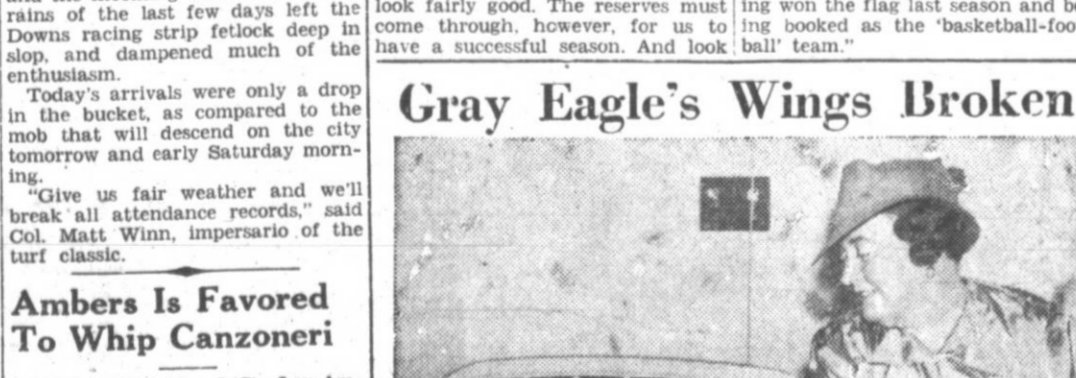 rains of the last few days left the
Downs racing strip fetlock deep in
slop, and dampened much of the
enthusiasm.
Today's arrivals were only a drop
in the bucket, as compared to the
mob that will descend on the city
tomorrow and early Saturday morn-
ing.
"Give us fair weather and we'll
break all attendance records," said
Col. Matt Winn, impersario of the
turf classic.
Ambers Is Favored
To Whip Canzoneri
look fairly good. The reserves must
come through, however, for us to
have a successful season. And look
ing won the flag last season and
ing booked as the 'basketball-foo
ball' team."
Gray Eagle's Wings Broken